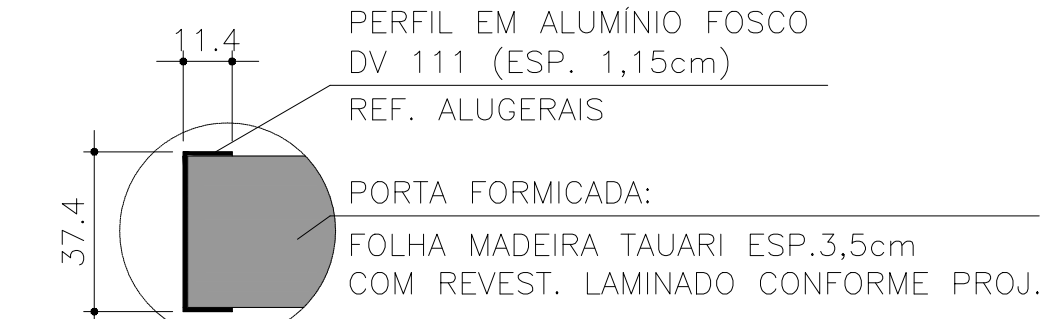 11.4
PERFIL EM ALUMÍNIO FOSCO
DV 111 (ESP. 1,15cm)
REF. ALUGERAIS
37.4
PORTA FORMICADA:
FOLHA MADEIRA TAUARI ESP.3,5cm
COM REVEST. LAMINADO CONFORME PROJ.